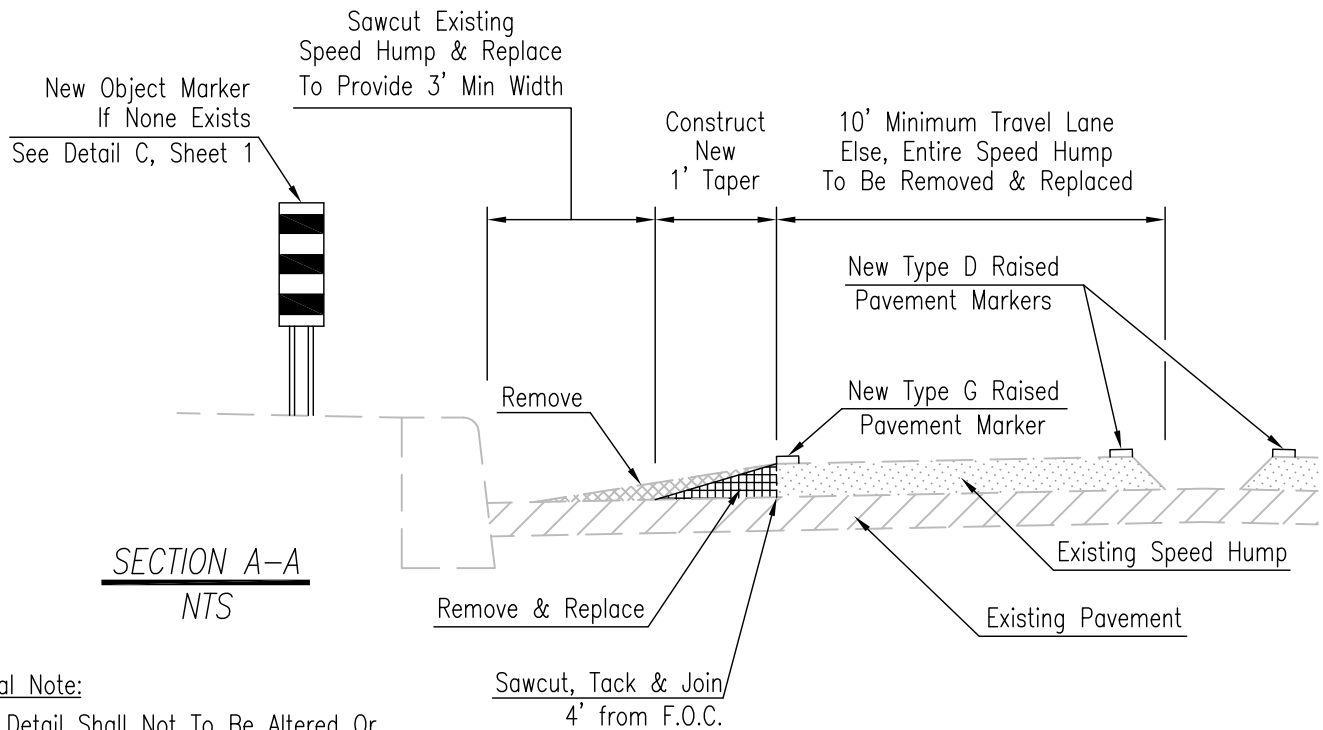 Sawcut Existing
Speed Hump & Replace
To Provide 3' Min Width
New Object Marker
If None Exists
See Detail C, Sheet 1
Construct
New
1' Taper
10' Minimum Travel Lane
Else, Entire Speed Hump
To Be Removed & Replaced
New Type D Raised
Pavement Markers
Remove
New Type G Raised
Pavement Marker
SECTION A-A
NTS
Existing Speed Hump
Remove & Replace
Existing Pavement
Sawcut, Tack & Join
4' from F.O.C.
al Note:
Detail Shall Not To Be Altered Or